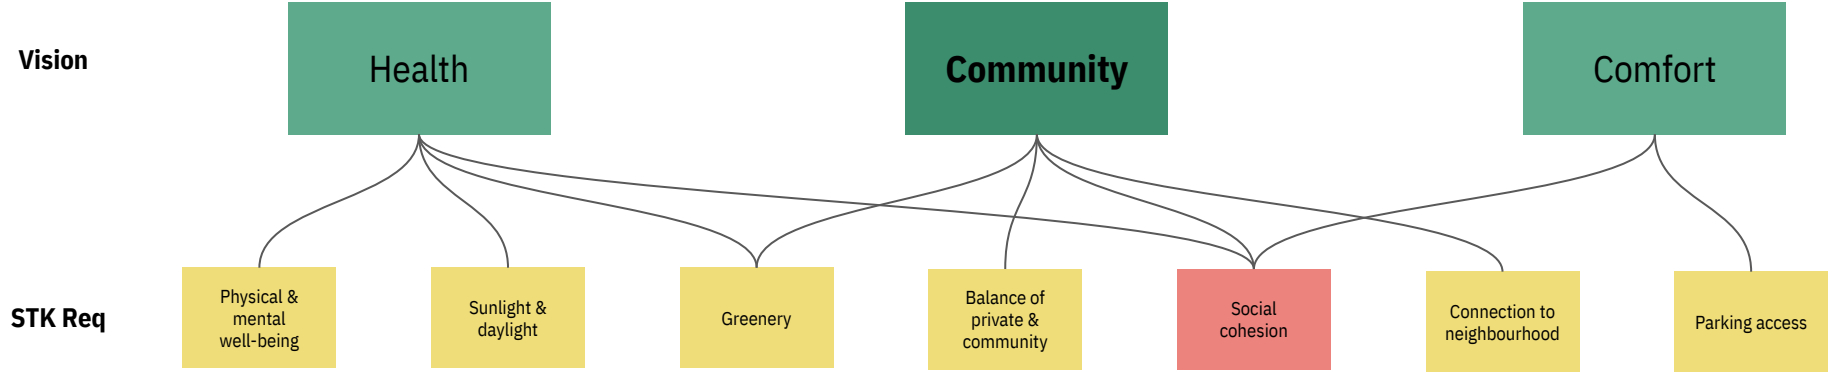 Vision
Health
Community
Comfort
STK Req
Physical &
mental
well-being
Sunlight &
daylight
Greenery
Balance of
private &
community
Social
cohesion
Connection to
neighbourhood
Parking access